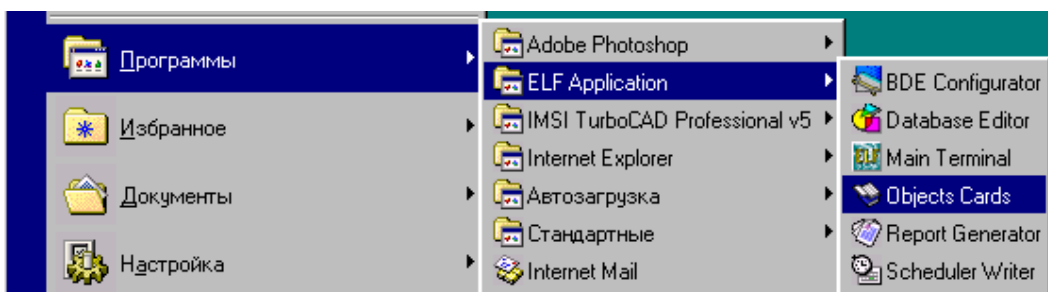 Программы
Избранное
Документы
Настройка
Adobe Photoshop
ELF Application
IMSI TurboCAD Professional v5
Internet Explorer
Автозагрузка
Стандартные
Internet Mail
BDE Configurator
Database Editor
Main Terminal
Objects Cards
Report Generator
Scheduler Writer